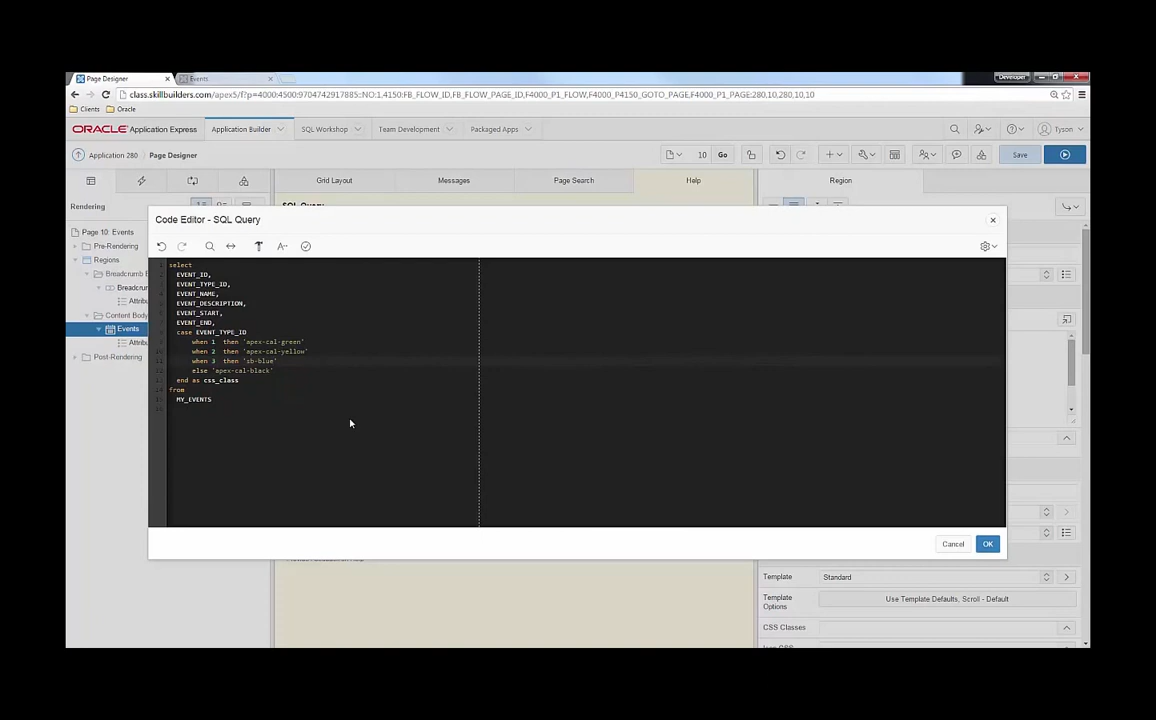 Page Designer
Events
Developer
class.skillbuilders.com/apex5/f?p=4000:4500:9704742917885::NO:1,4150:FB_FLOW_ID,FB_FLOW_PAGE_ID,F4000_P1_FLOW,F4000_P4150_GOTO_PAGE,F4000_P1_PAGE:280,10,280,10,10
Clients Oracle
ORACLE Application Express Application Builder SQL Workshop Team Development Packaged Apps Tyson
Application 280 \ Page Designer 10 Go Save
Grid Layout Messages Page Search Help Region
Rendering
Page 10: Events
Pre-Rendering
Regions
Breadcrumb
Breadcrum
Attrib
Content Body
Events
Attrib
Post-Rendering
Code Editor - SQL Query
select
EVENT_ID,
EVENT_TYPE_ID,
EVENT_NAME,
EVENT_DESCRIPTION,
EVENT_START,
EVENT_END,
case EVENT_TYPE_ID
when 1 then 'apex-cal-green'
when 2 then 'apex-cal-yellow'
when 3 then 'sb-blue'
else 'apex-cal-black'
end as css_class
from
MY_EVENTS
Cancel OK
Template Standard
Template Options Use Template Defaults, Scroll - Default
CSS Classes